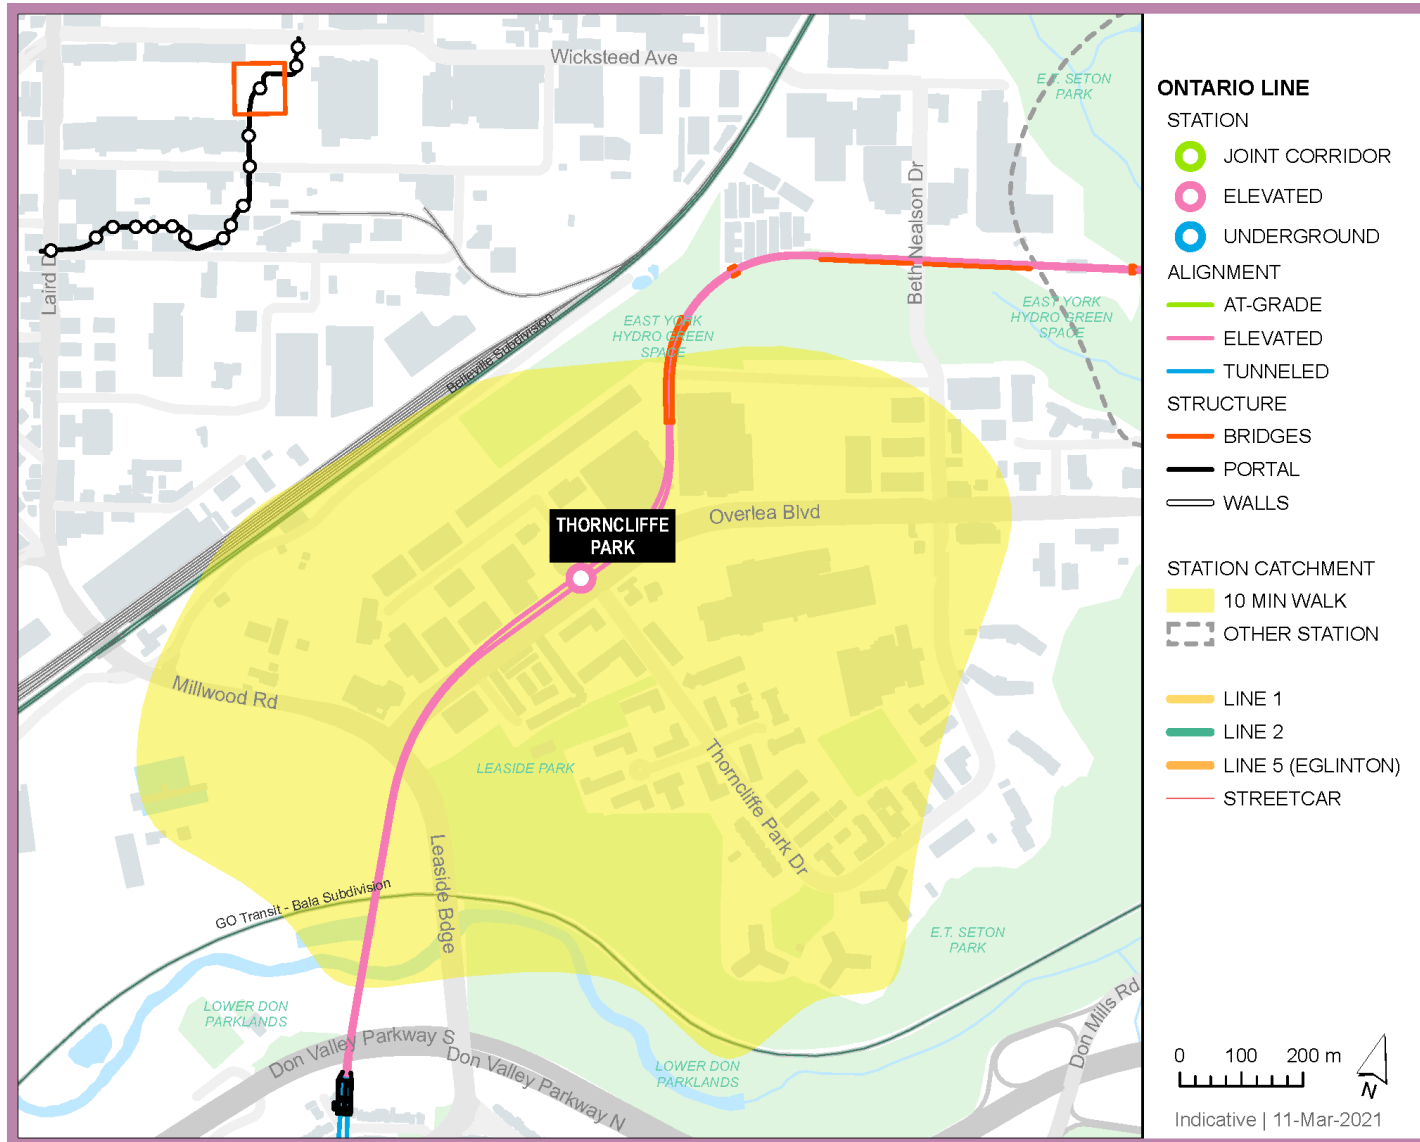 Wicksteed Ave
E.T. SETON
PARK
Beth Nealson Dr
Laird D
EAST YORK
HYDRO GREEN
SPACE
EAST YORK
HYDRO GREEN
SPACE
Belleville Subdivision
Overlea Blvd
THORNCLIFFE
PARK
Millwood Rd
LEASIDE PARK
Thorncliffe Park Dr
Leaside Bdge
GO Transit - Bala Subdivision
E.T. SETON
PARK
LOWER DON
PARKLANDS
Don Valley Parkway S
Don Valley Parkway N
LOWER DON
PARKLANDS
Don Mills Rd
ONTARIO LINE
STATION
JOINT CORRIDOR
ELEVATED
UNDERGROUND
ALIGNMENT
AT-GRADE
ELEVATED
TUNNELED
STRUCTURE
BRIDGES
PORTAL
WALLS
STATION CATCHMENT
10 MIN WALK
OTHER STATION
LINE 1
LINE 2
LINE 5 (EGLINTON)
STREETCAR
0 100 200 m
N
Indicative | 11-Mar-2021